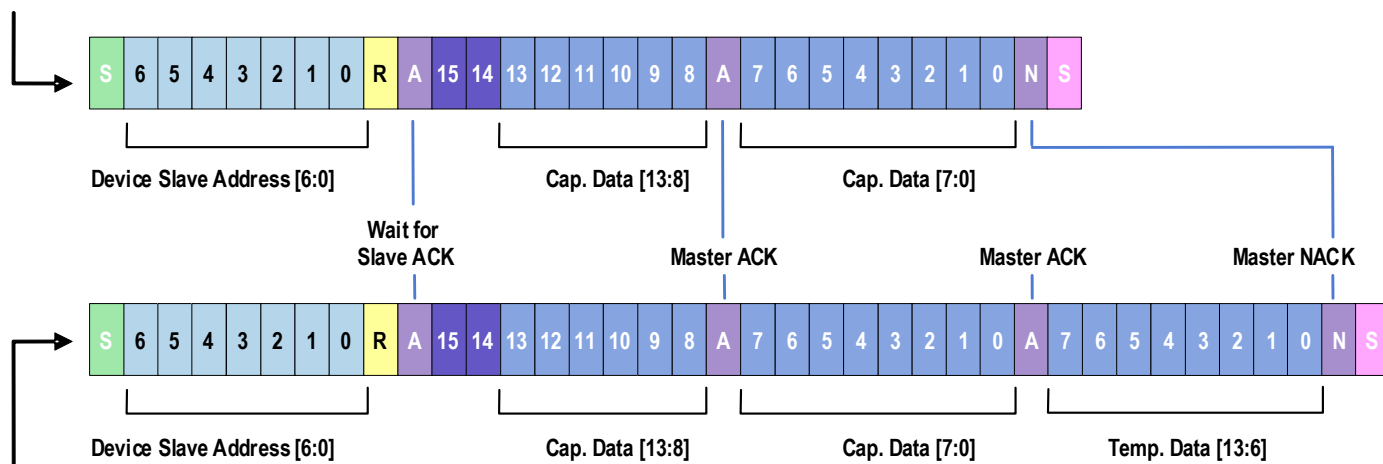 S 6 5 4 3 2 1 0 R A 15 14 13 12 11 10 9 8 A 7 6 5 4 3 2 1 0 N S
Device Slave Address [6:0] Cap. Data [13:8] Cap. Data [7:0]
Wait for
Slave ACK Master ACK Master ACK Master NACK
S 6 5 4 3 2 1 0 R A 15 14 13 12 11 10 9 8 A 7 6 5 4 3 2 1 0 A 7 6 5 4 3 2 1 0 N S
Device Slave Address [6:0] Cap. Data [13:8] Cap. Data [7:0] Temp. Data [13:6]